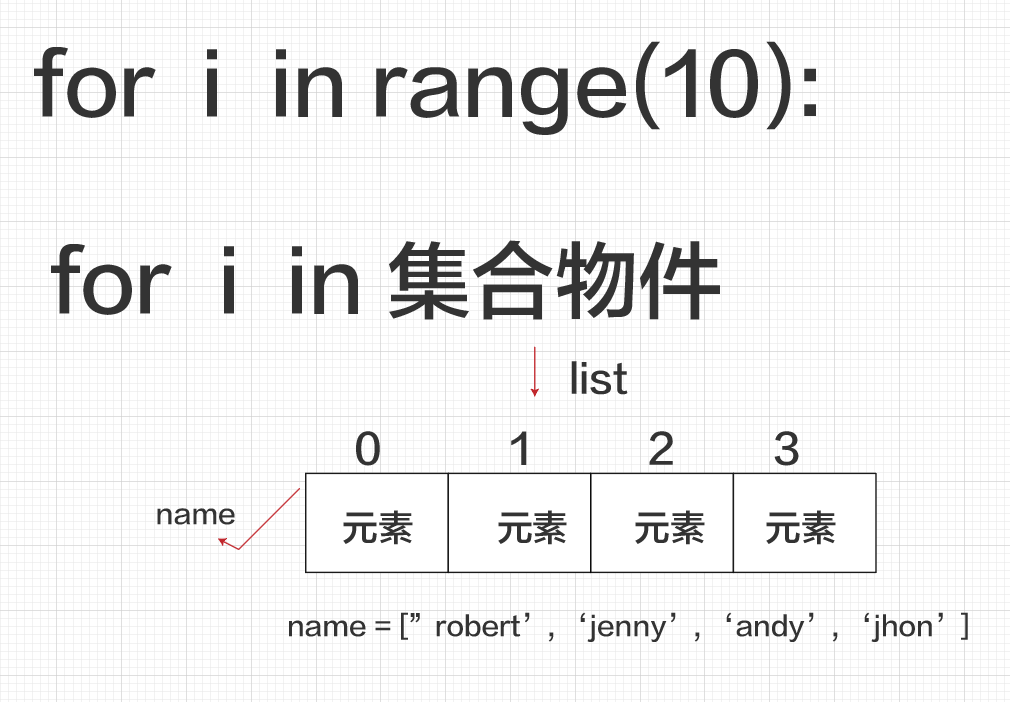 for i in range(10):
for i in 集合物件
list
0 1 2 3
name
元素 元素 元素 元素
name = [” robert’ , ‘jenny’ , ‘andy’ , ‘jhon’ ]